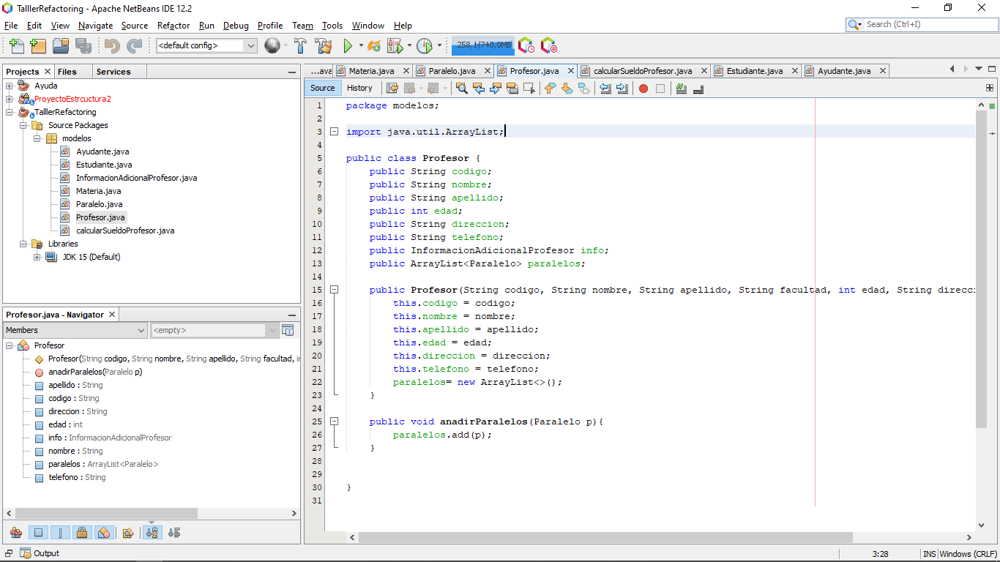 TalllerRefactoring - Apache NetBeans IDE 12.2
File Edit View Navigate Source Refactor Run Debug Profile Team Tools Window Help
Search (Ctrl+I)
<default config>
258,1/740,0MB
Projects Files Services
Ayuda
ProyectoEstrcuctura2
TalllerRefactoring
Source Packages
modelos
Ayudante.java
Estudiante.java
InformacionAdicionalProfesor.java
Materia.java
Paralelo.java
Profesor.java
calcularSueldoProfesor.java
Libraries
JDK 15 (Default)
Profesor.java - Navigator
Members <empty>
Profesor
Profesor(String codigo, String nombre, String apellido, String facultad, in
anadirParalelos(Paralelo p)
apellido : String
codigo : String
direccion : String
edad : int
info : InformacionAdicionalProfesor
nombre : String
paralelos : ArrayList<Paralelo>
telefono : String
...ava Materia.java Paralelo.java Profesor.java calcularSueldoProfesor.java Estudiante.java Ayudante.java
Source History
1 package modelos;
2
3 import java.util.ArrayList;
4
5 public class Profesor {
6 public String codigo;
7 public String nombre;
8 public String apellido;
9 public int edad;
10 public String direccion;
11 public String telefono;
12 public InformacionAdicionalProfesor info;
13 public ArrayList<Paralelo> paralelos;
14
15 public Profesor(String codigo, String nombre, String apellido, String facultad, int edad, String direcci
16 this.codigo = codigo;
17 this.nombre = nombre;
18 this.apellido = apellido;
19 this.edad = edad;
20 this.direccion = direccion;
21 this.telefono = telefono;
22 paralelos= new ArrayList<>();
23 }
24
25 public void anadirParalelos(Paralelo p){
26 paralelos.add(p);
27 }
28
29
30 }
31
Output
3:28 INS Windows (CRLF)